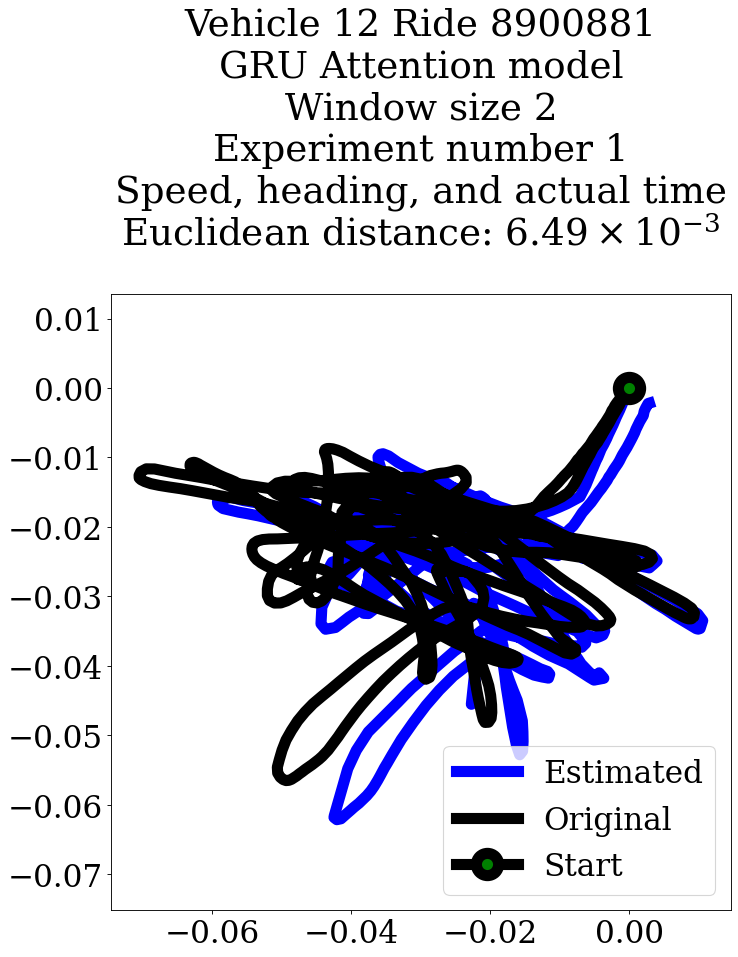 Vehicle 12 Ride 8900881
GRU Attention model
Window size 2
Experiment number 1
Speed, heading, and actual time
Euclidean distance: 6.49 × 10⁻³
0.01
0.00
−0.01
−0.02
−0.03
−0.04
−0.05
−0.06
−0.07
Estimated
Original
Start
−0.06 −0.04 −0.02 0.00